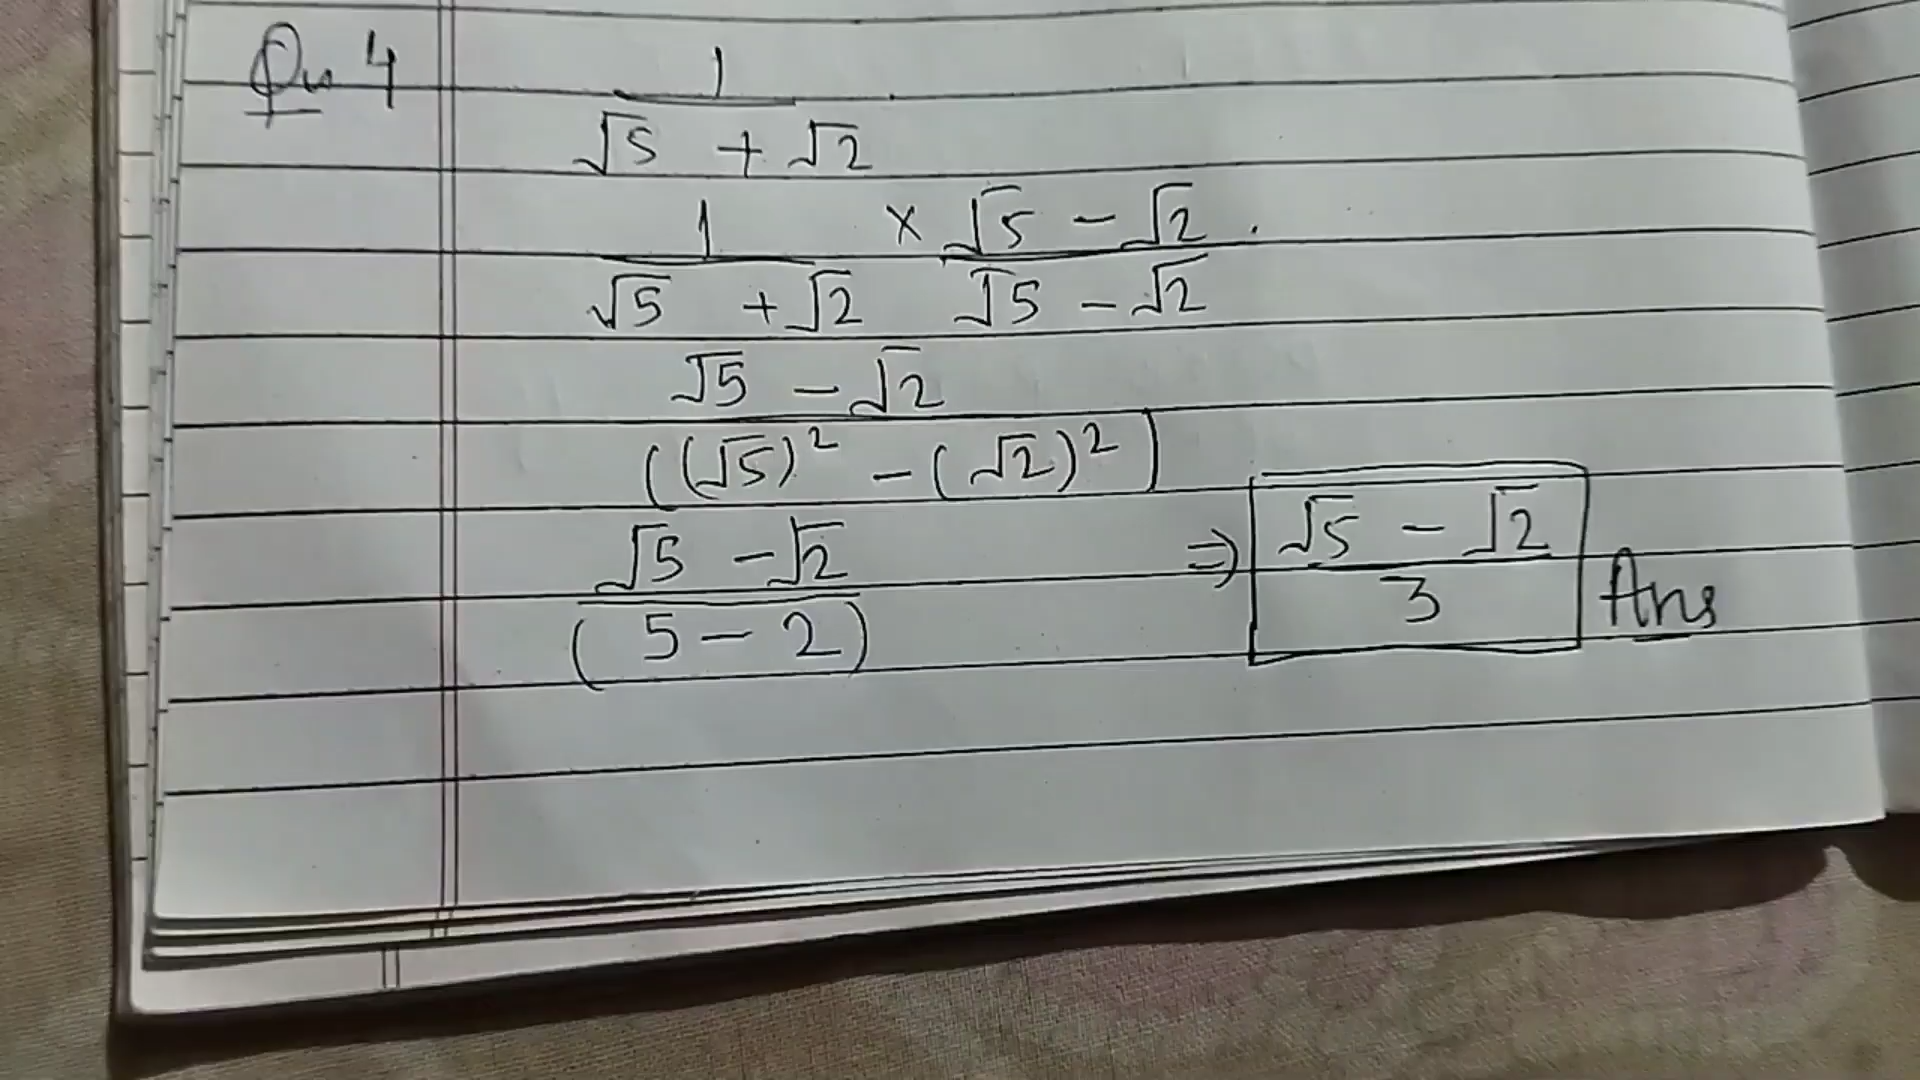 Qu 4
1
√5 + √2
1 × √5 - √2 .
√5 + √2 √5 - √2
√5 - √2
((√5)² - (√2)²)
√5 - √2
(5 - 2)
⇒ √5 - √2
3
Ans